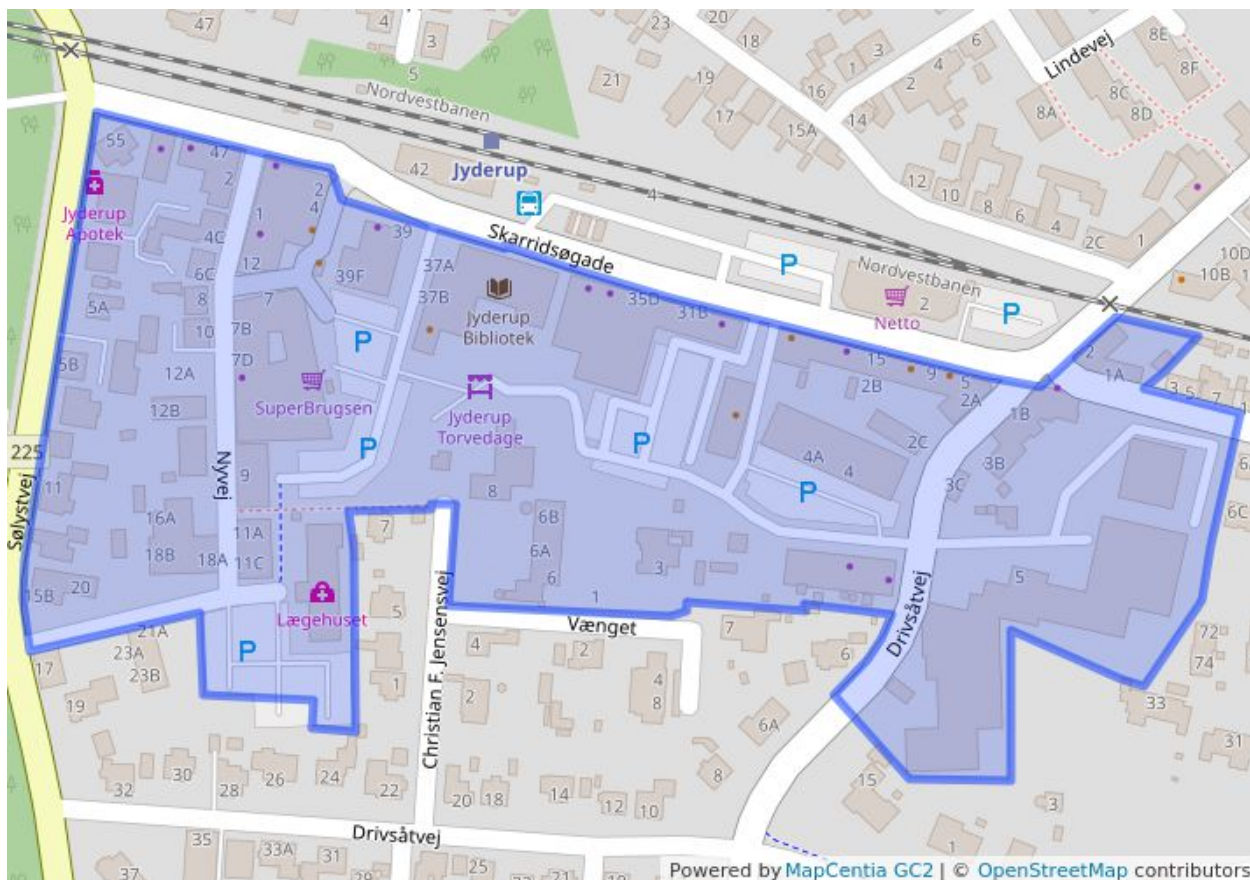 47
4
3
5
Nordvestbanen
21
23
20
18
19
17
15A
16
14
3
1
2
4
6
Lindevej
8E
8F
8C
8D
8A
55
47
2
Jyderup
Apotek
42
Jyderup
4
12
10
8
6
4
2C
1
10D
10B
Skarridsøgade
P
Nordvestbanen
2
Netto
P
2
4
1
12
4C
6C
8
10
7
39
39F
37A
37B
Jyderup
Bibliotek
35D
31B
5A
5B
7B
7D
12A
12B
P
SuperBrugsen
P
Jyderup
Torvedage
P
15
9
5
2B
2A
2C
4A
4
P
2
1A
1B
3B
3C
3
5
7
6
6C
225
Sølystvej
11
Nyvej
9
16A
18B
18A
11A
11C
20
15B
8
6B
6A
6
3
1
7
5
1
Lægehuset
P
Christian F. Jensensvej
Vænget
Drivsåtvej
5
7
6
6A
8
4
2
2
4
8
17
19
21A
23A
23B
72
74
33
31
32
30
28
26
24
22
20
18
14
12
10
15
3
1
Drivsåtvej
35
33A
31
37
29
25
23
Powered by MapCentia GC2 | © OpenStreetMap contributors